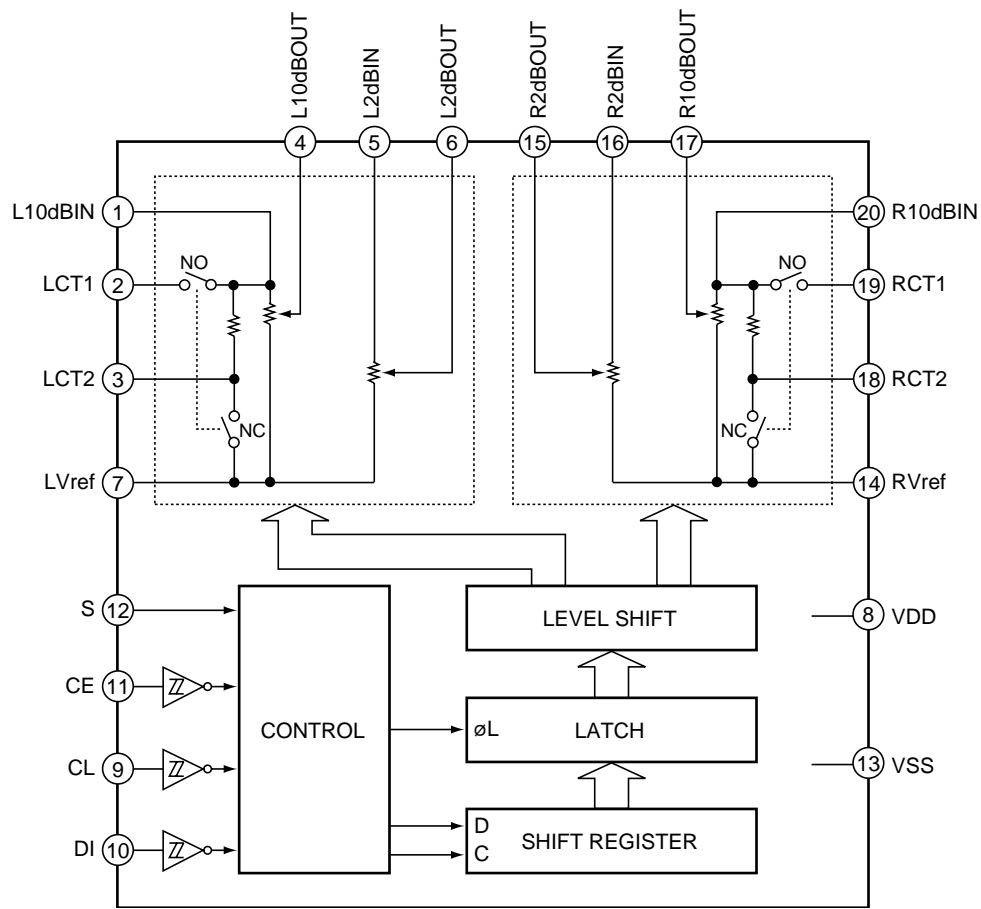 L10dBOUT
L2dBIN
L2dBOUT
R2dBOUT
R2dBIN
R10dBOUT
4
5
6
15
16
17
L10dBIN 1
20 R10dBIN
LCT1 2
NO
NO
19 RCT1
LCT2 3
18 RCT2
NC
NC
LVref 7
14 RVref
S 12
LEVEL SHIFT
8 VDD
CE 11
CONTROL
øL
LATCH
CL 9
13 VSS
DI 10
D
C
SHIFT REGISTER